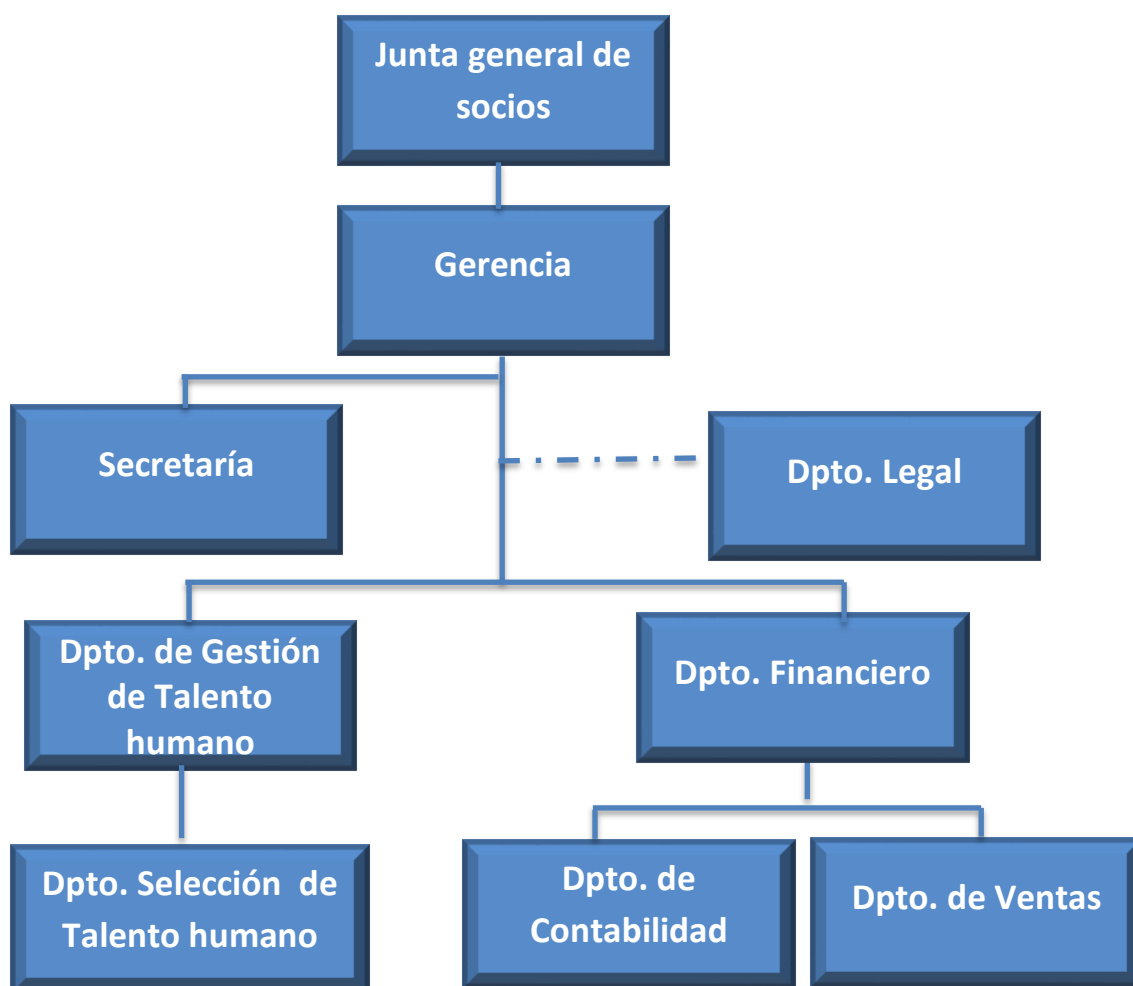 Junta general de
socios
Gerencia
Secretaría
Dpto. Legal
Dpto. de Gestión
de Talento
humano
Dpto. Financiero
Dpto. Selección de
Talento humano
Dpto. de
Contabilidad
Dpto. de Ventas